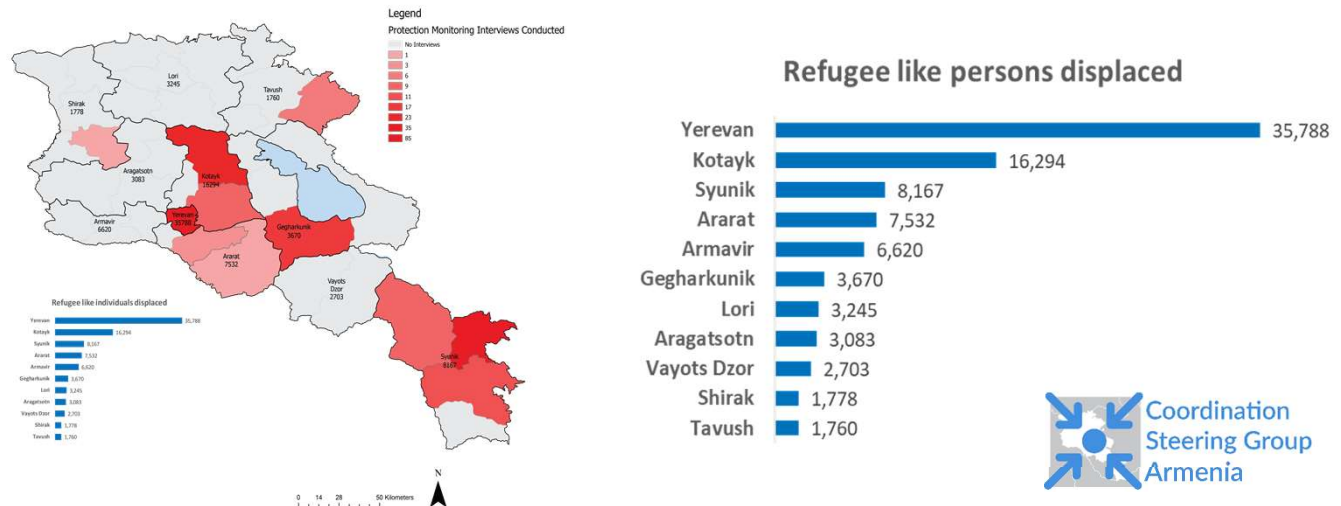 Legend
Protection Monitoring Interviews Conducted
No Interviews
1
3
6
9
11
17
23
35
85
Lori
3245
Tavush
1760
Shirak
1778
Aragatsotn
3083
Kotayk
16294
Armavir
6620
Yerevan
35788
Gegharkunik
3670
Ararat
7532
Vayots
Dzor
2703
Syunik
8167
Refugee like individuals displaced
Yerevan 35,788
Kotayk 16,294
Syunik 8,167
Ararat 7,532
Armavir 6,620
Gegharkunik 3,670
Lori 3,245
Aragatsotn 3,083
Vayots Dzor 2,703
Shirak 1,778
Tavush 1,760
N
0 14 28 50 Kilometers
Refugee like persons displaced
Yerevan 35,788
Kotayk 16,294
Syunik 8,167
Ararat 7,532
Armavir 6,620
Gegharkunik 3,670
Lori 3,245
Aragatsotn 3,083
Vayots Dzor 2,703
Shirak 1,778
Tavush 1,760
Coordination
Steering Group
Armenia